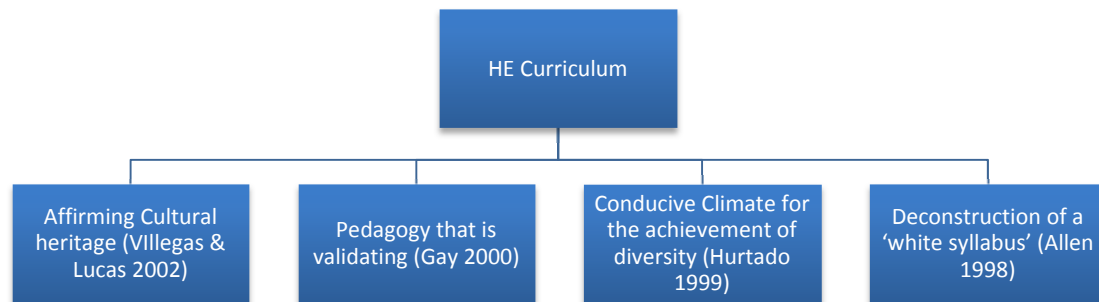 HE Curriculum
Affirming Cultural
heritage (VIllegas &
Lucas 2002)
Pedagogy that is
validating (Gay 2000)
Conducive Climate for
the achievement of
diversity (Hurtado
1999)
Deconstruction of a
‘white syllabus’ (Allen
1998)